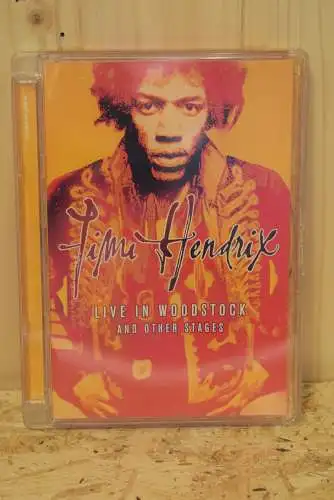 Jimi Hendrix
LIVE IN WOODSTOCK
AND OTHER STAGES